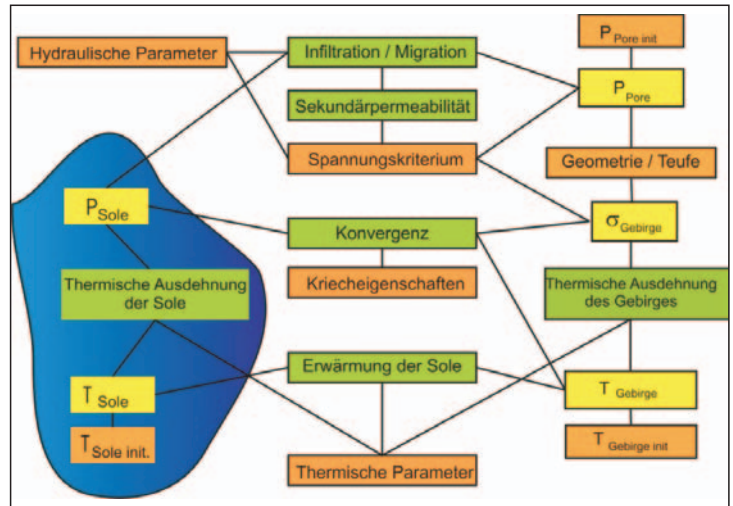 Hydraulische Parameter
Infiltration / Migration
P Pore init
P Pore
Sekundärpermeabilität
Spannungskriterium
Geometrie / Teufe
P Sole
σ Gebirge
Konvergenz
Thermische Ausdehnung
der Sole
Kriecheigenschaften
Thermische Ausdehnung
des Gebirges
Erwärmung der Sole
T Sole
T Gebirge
T Sole init.
T Gebirge init
Thermische Parameter